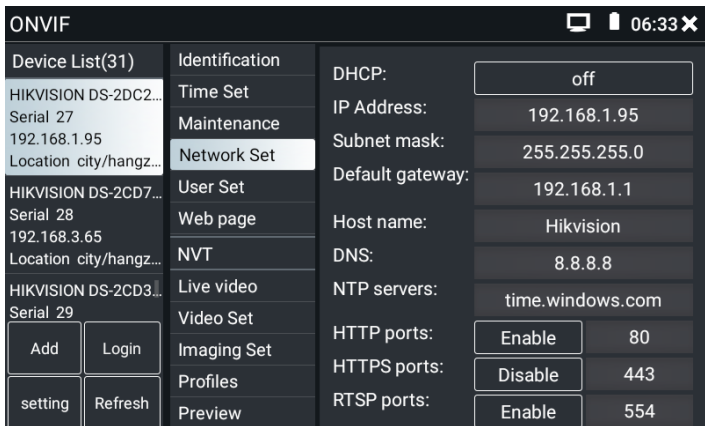 ONVIF
06:33
Device List(31)
HIKVISION DS-2DC2...
Serial 27
192.168.1.95
Location city/hangz...
HIKVISION DS-2CD7...
Serial 28
192.168.3.65
Location city/hangz...
HIKVISION DS-2CD3...
Serial 29
Add
Login
setting
Refresh
Identification
Time Set
Maintenance
Network Set
User Set
Web page
NVT
Live video
Video Set
Imaging Set
Profiles
Preview
DHCP: off
IP Address: 192.168.1.95
Subnet mask: 255.255.255.0
Default gateway: 192.168.1.1
Host name: Hikvision
DNS: 8.8.8.8
NTP servers: time.windows.com
HTTP ports: Enable 80
HTTPS ports: Disable 443
RTSP ports: Enable 554